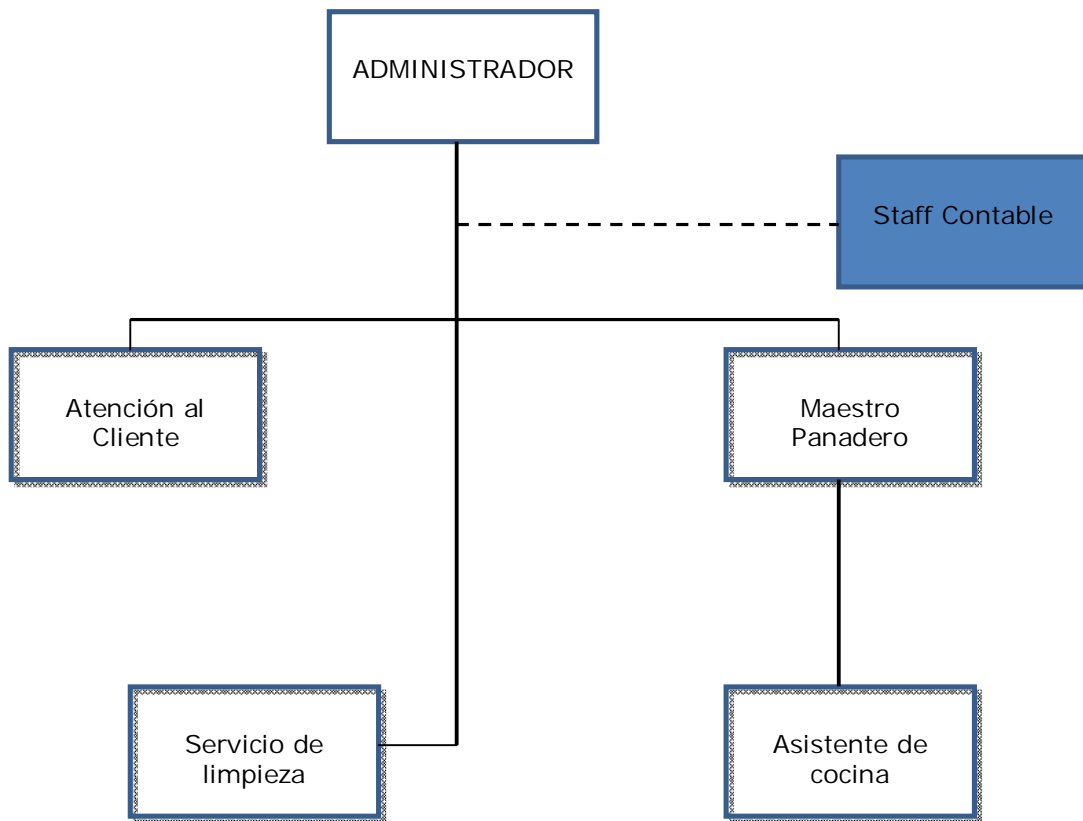 ADMINISTRADOR
Staff Contable
Atención al
Cliente
Maestro
Panadero
Servicio de
limpieza
Asistente de
cocina